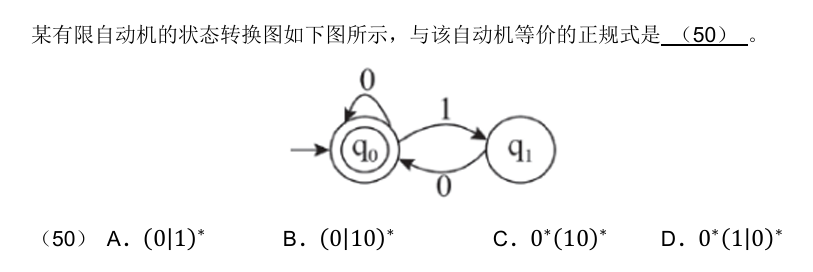 某有限自动机的状态转换图如下图所示，与该自动机等价的正规式是 （50） 。
0
1
q₀
q₁
0
（50） A．(0|1)* B．(0|10)* C．0*(10)* D．0*(1|0)*